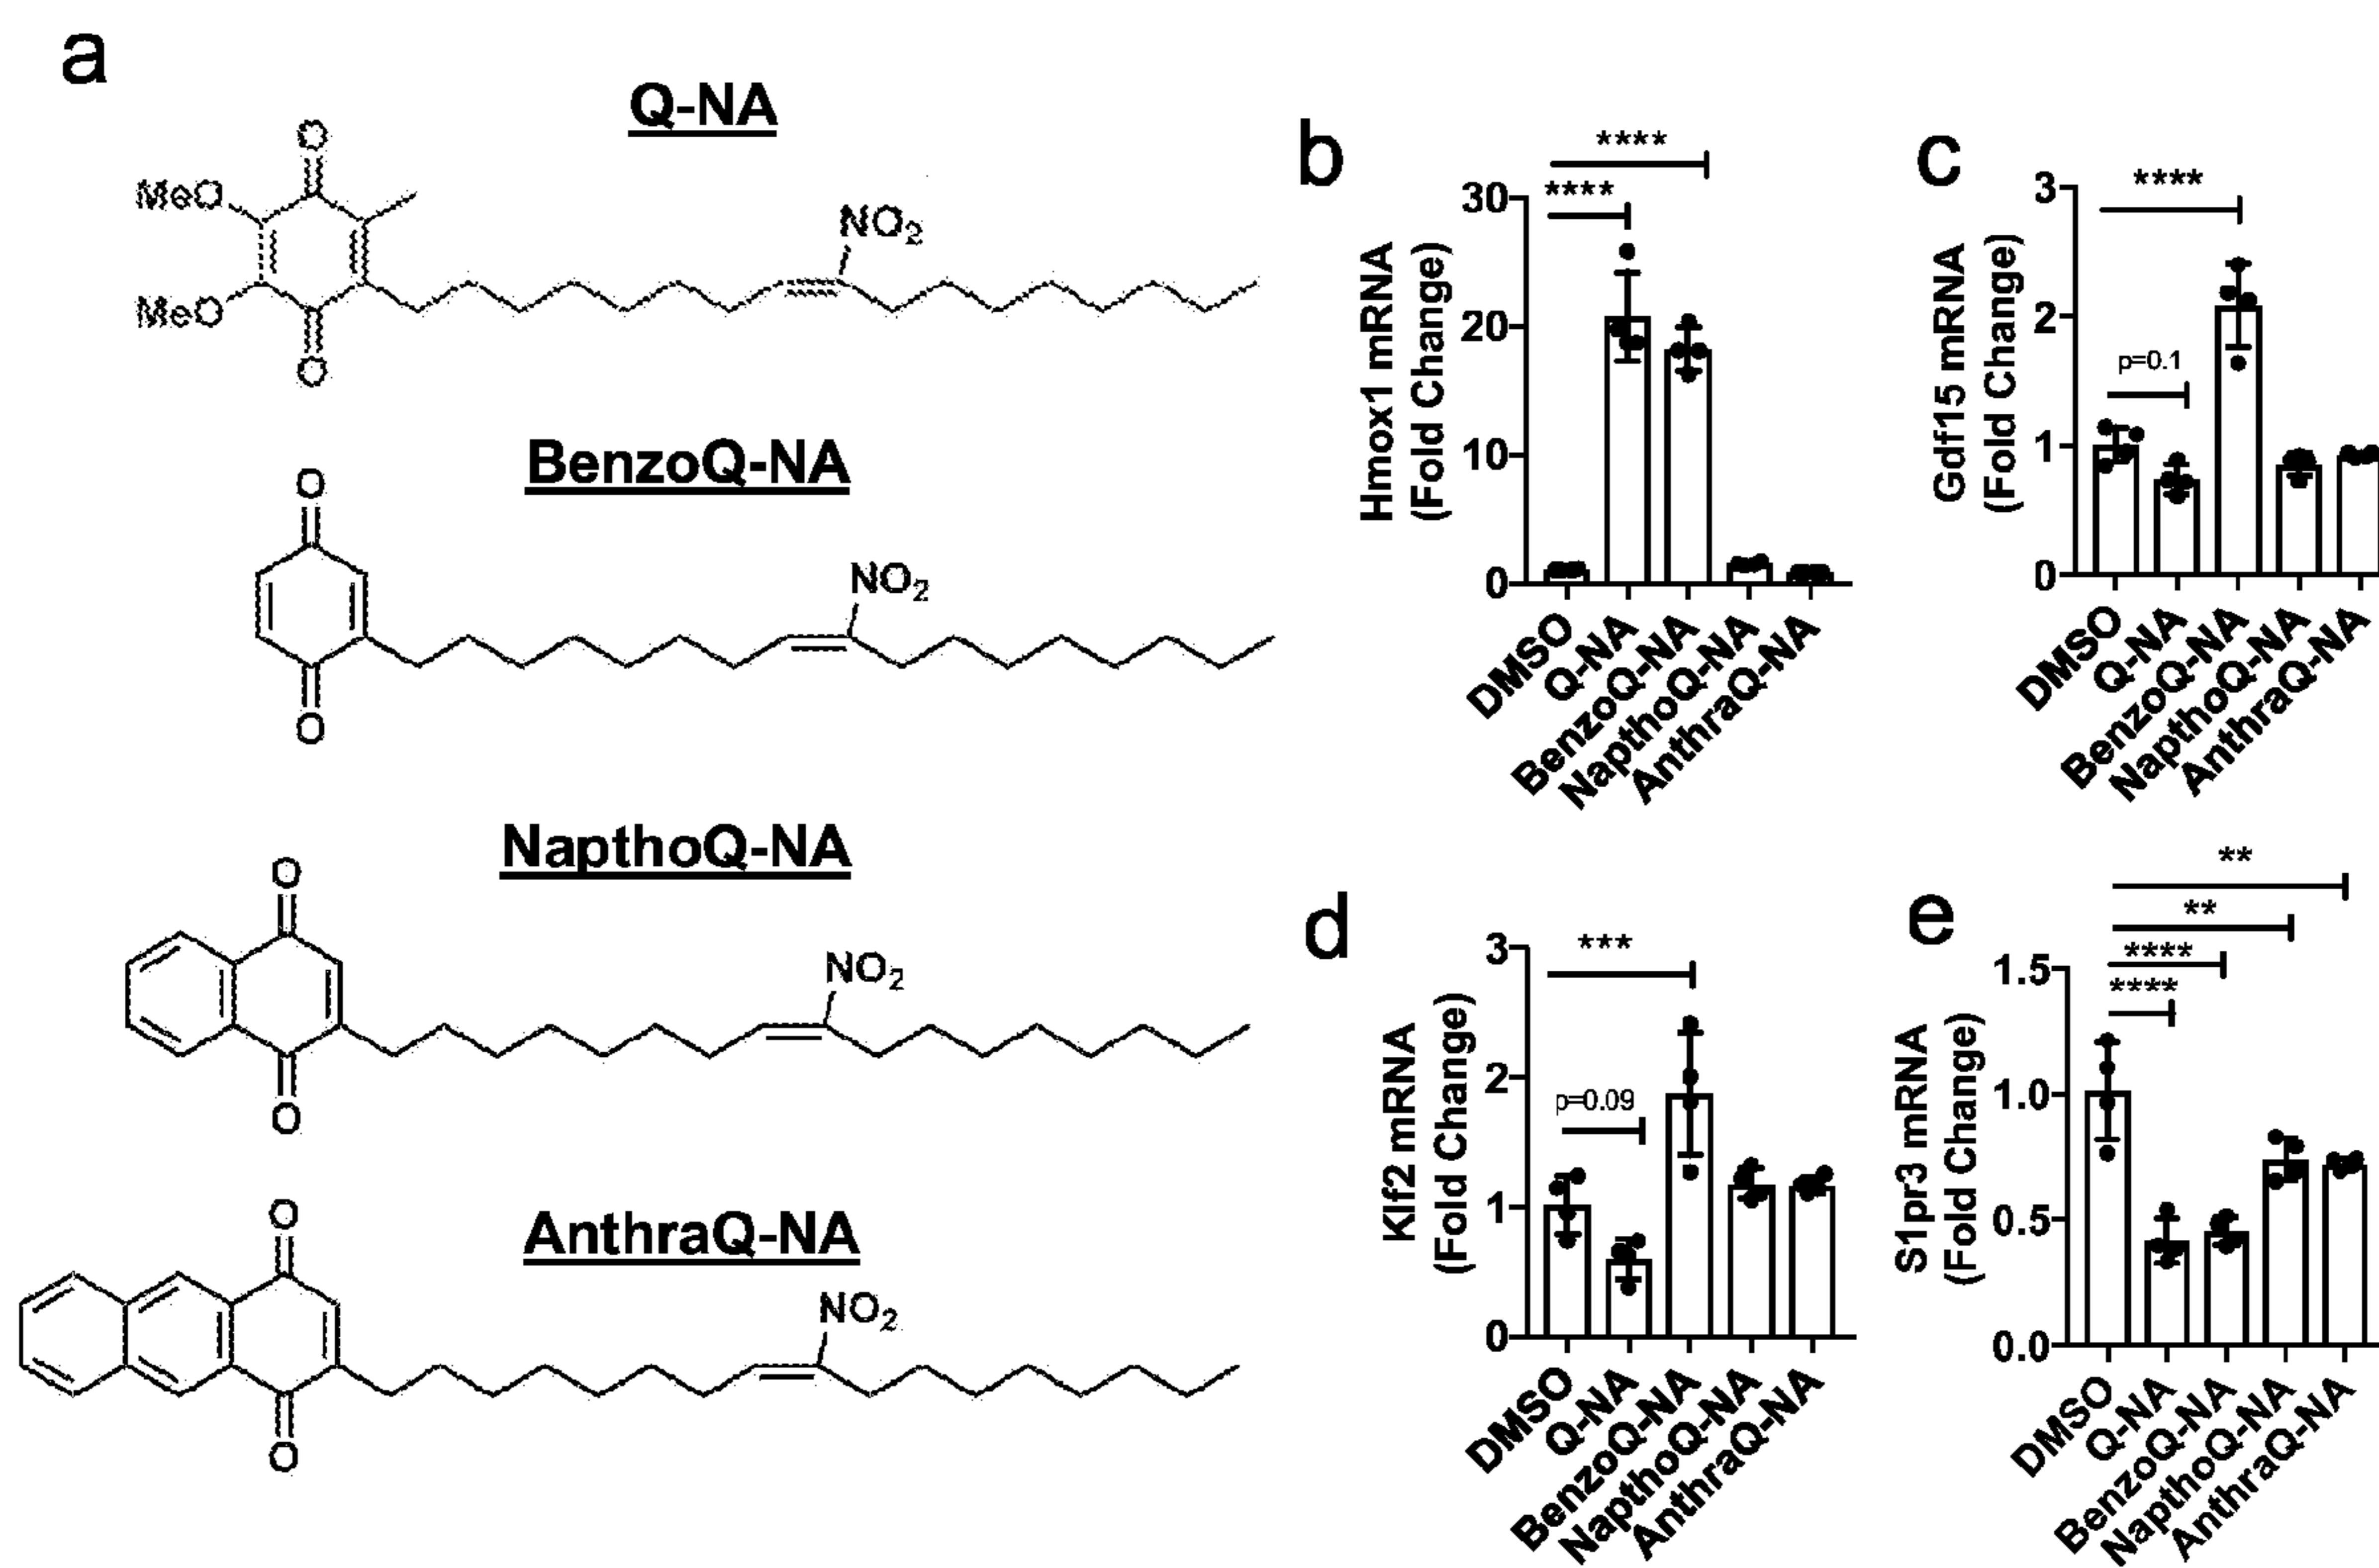 a
Q-NA
O
MeO
NO2
MeO
O
BenzoQ-NA
O
NO2
O
NapthoQ-NA
O
NO2
O
AnthraQ-NA
O
NO2
O
b
****
****
30
20
10
0
Hmox1 mRNA
(Fold Change)
DMSO
Q-NA
BenzoQ-NA
NapthoQ-NA
AnthraQ-NA
c
****
p=0.1
3
2
1
0
Gdf15 mRNA
(Fold Change)
DMSO
Q-NA
BenzoQ-NA
NapthoQ-NA
AnthraQ-NA
d
***
p=0.09
3
2
1
0
Klf2 mRNA
(Fold Change)
DMSO
Q-NA
BenzoQ-NA
NapthoQ-NA
AnthraQ-NA
e
**
**
****
****
1.5
1.0
0.5
0.0
S1pr3 mRNA
(Fold Change)
DMSO
Q-NA
BenzoQ-NA
NapthoQ-NA
AnthraQ-NA